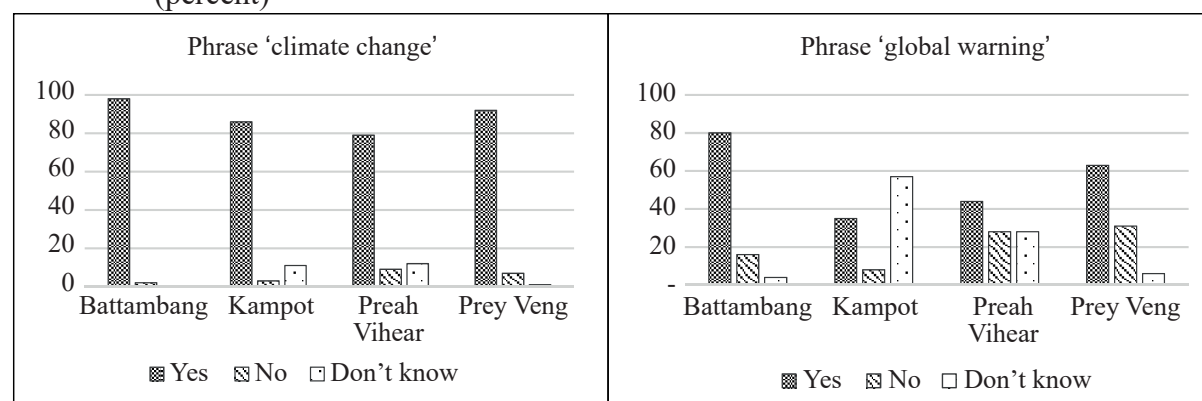 (percent)
Phrase ‘climate change’
100
80
60
40
20
0
Battambang Kampot Preah Vihear Prey Veng
Yes No Don’t know
Phrase ‘global warning’
100
80
60
40
20
-
Battambang Kampot Preah Vihear Prey Veng
Yes No Don’t know